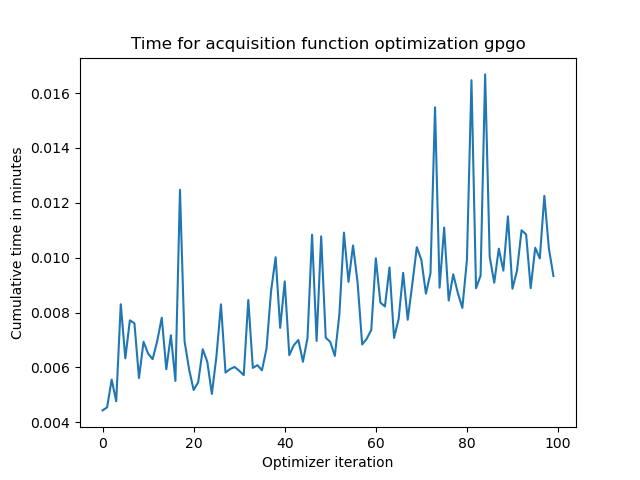 Time for acquisition function optimization gpgo
Cumulative time in minutes
0.016
0.014
0.012
0.010
0.008
0.006
0.004
0 20 40 60 80 100
Optimizer iteration